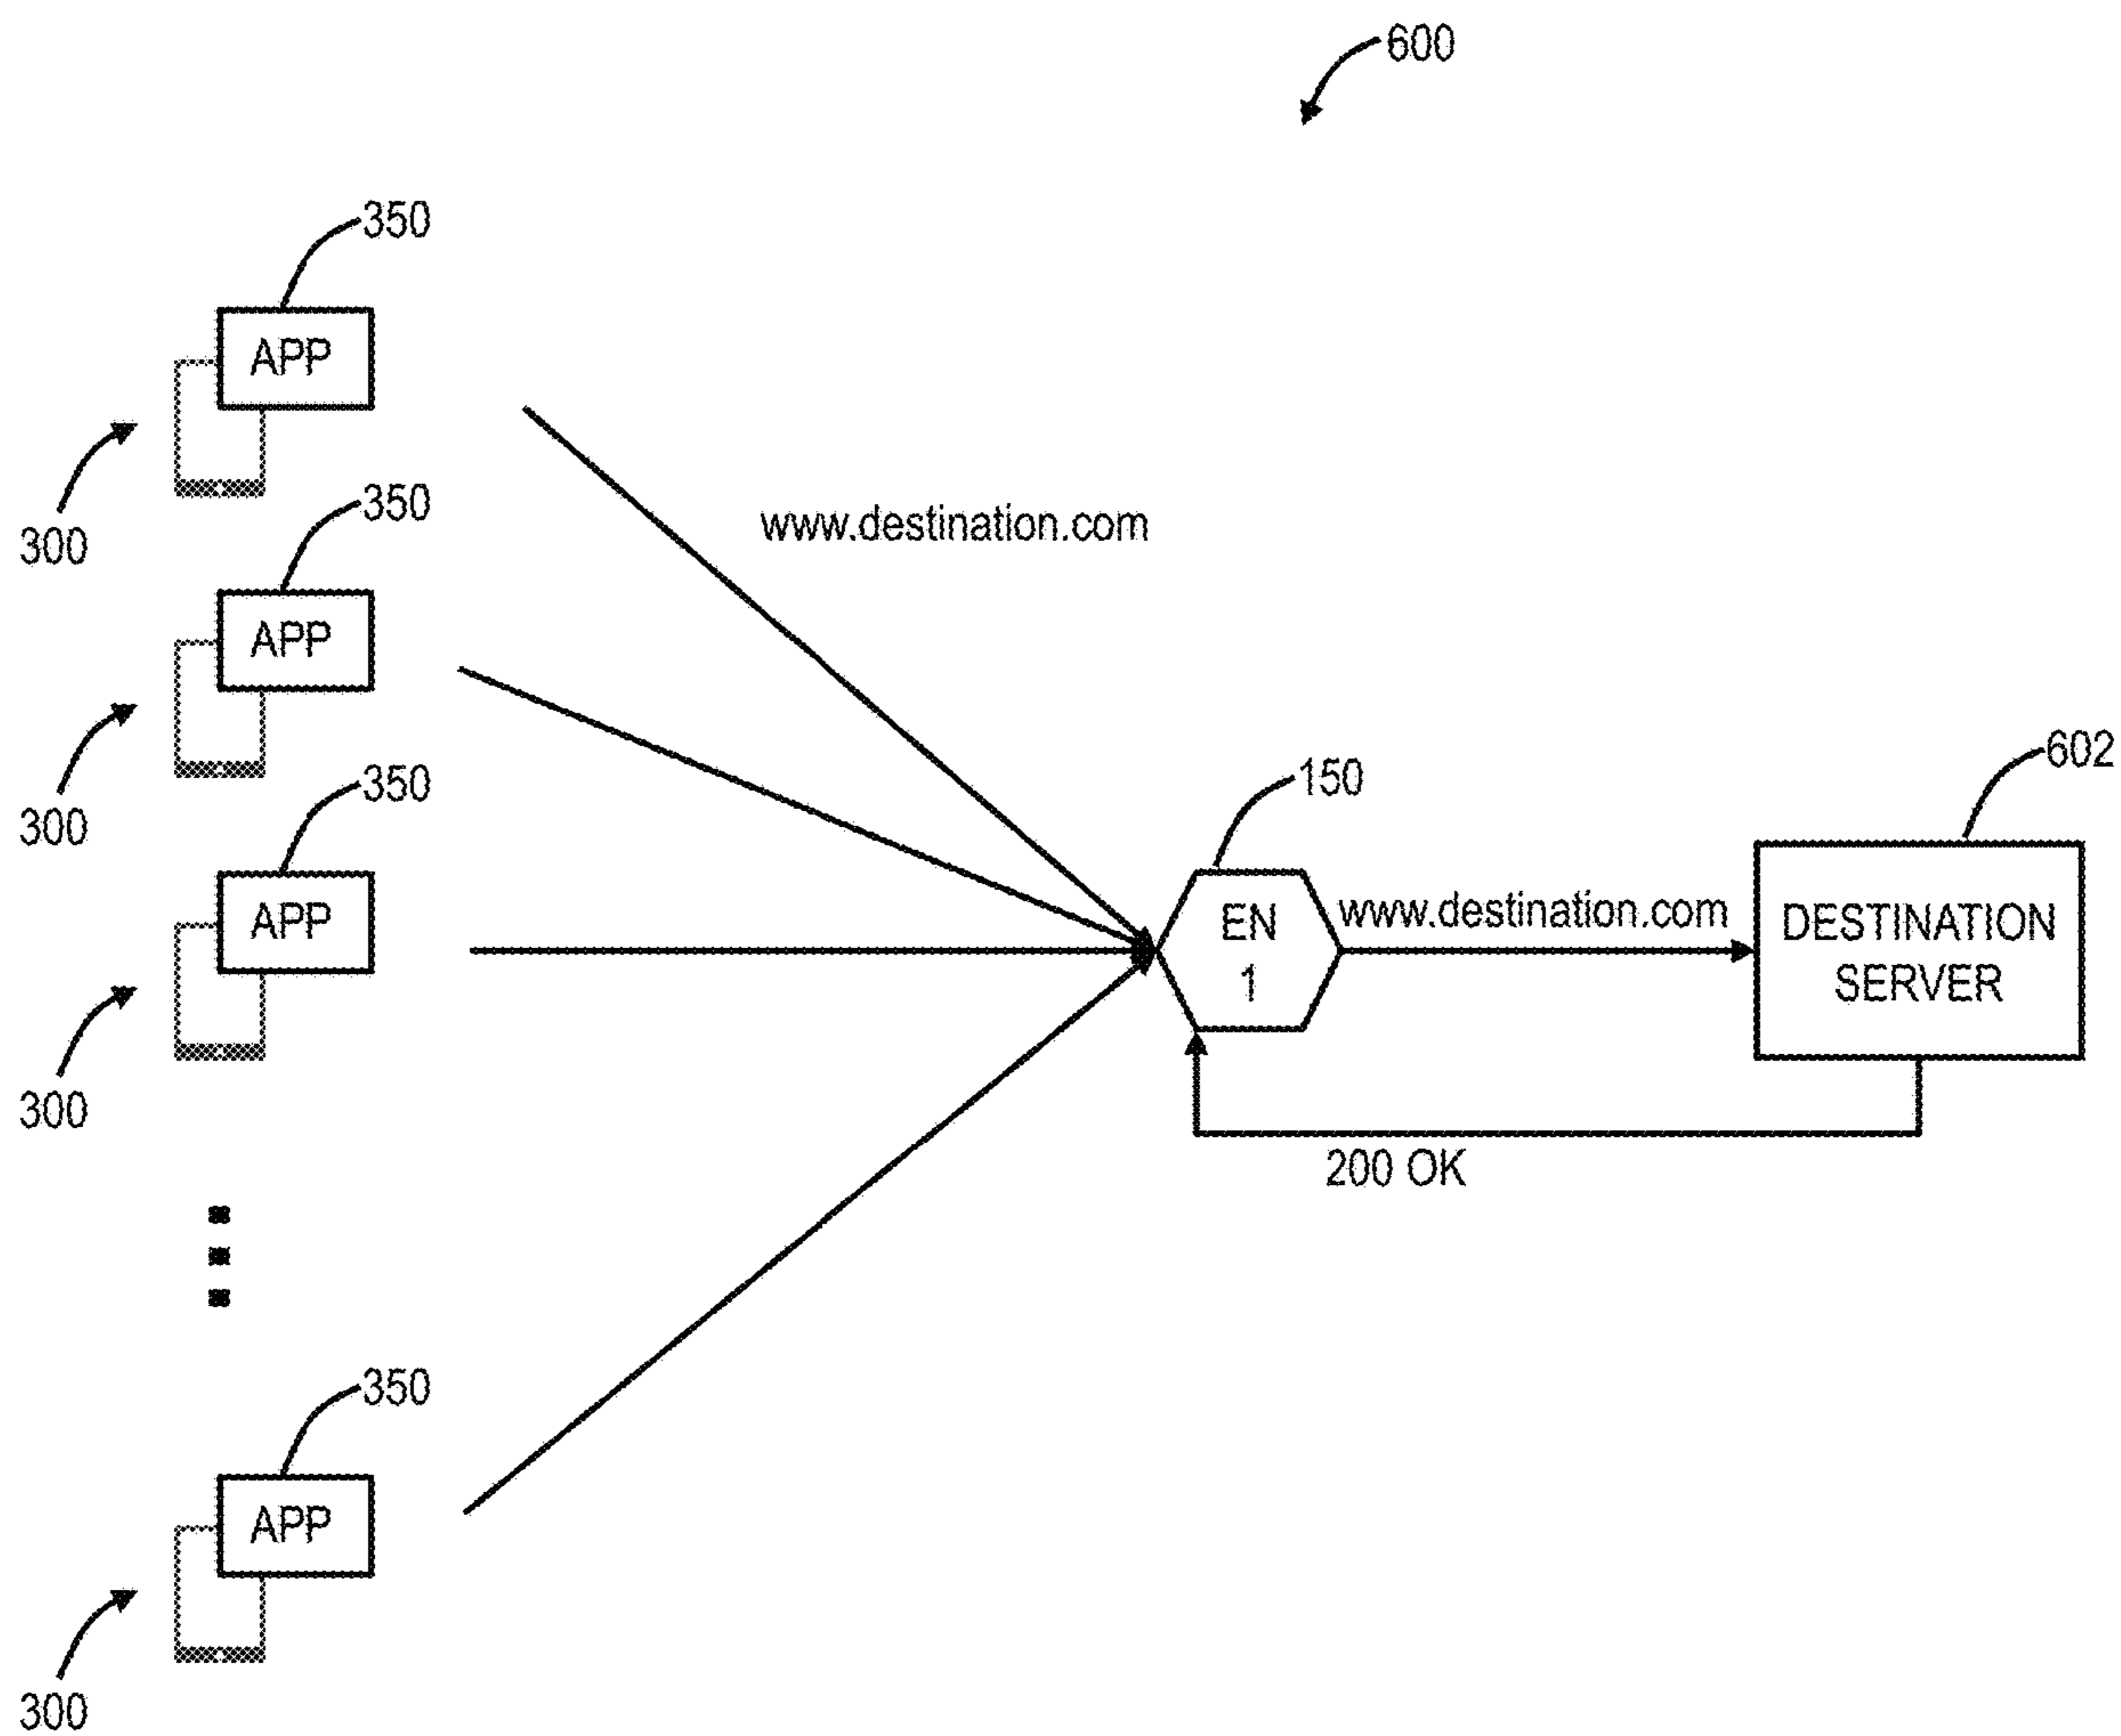 600
350
APP
300
www.destination.com
350
APP
300
350
APP
300
150
EN
1
www.destination.com
602
DESTINATION
SERVER
200 OK
350
APP
300